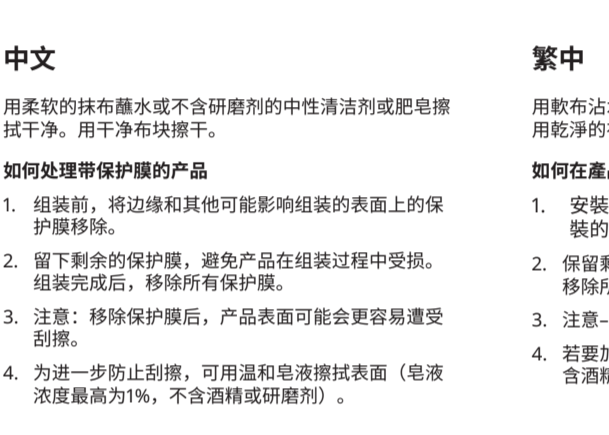 中文
用柔软的抹布蘸水或不含研磨剂的中性清洁剂或肥皂擦
拭干净。用干净布块擦干。
如何处理带保护膜的产品
1. 组装前，将边缘和其他可能影响组装的表面上的保
护膜移除。
2. 留下剩余的保护膜，避免产品在组装过程中受损。
组装完成后，移除所有保护膜。
3. 注意：移除保护膜后，产品表面可能会更容易遭受
刮擦。
4. 为进一步防止刮擦，可用温和皂液擦拭表面（皂液
浓度最高为1%，不含酒精或研磨剂）。
繁中
用軟布沾
用乾淨的
如何在產
1. 安裝
裝的
2. 保留剩
移除所
3. 注意–
4. 若要加
含酒精